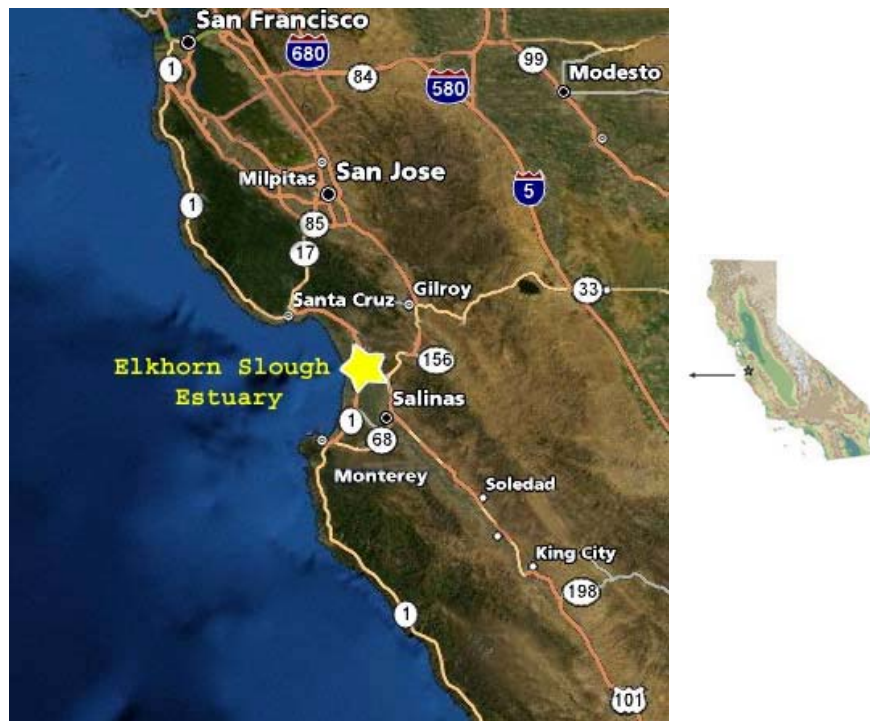 San Francisco
1
680
84
99
Modesto
580
Milpitas
San Jose
5
1
85
17
Santa Cruz
Gilroy
33
Elkhorn Slough
Estuary
156
Salinas
1
68
Monterey
Soledad
King City
198
1
101